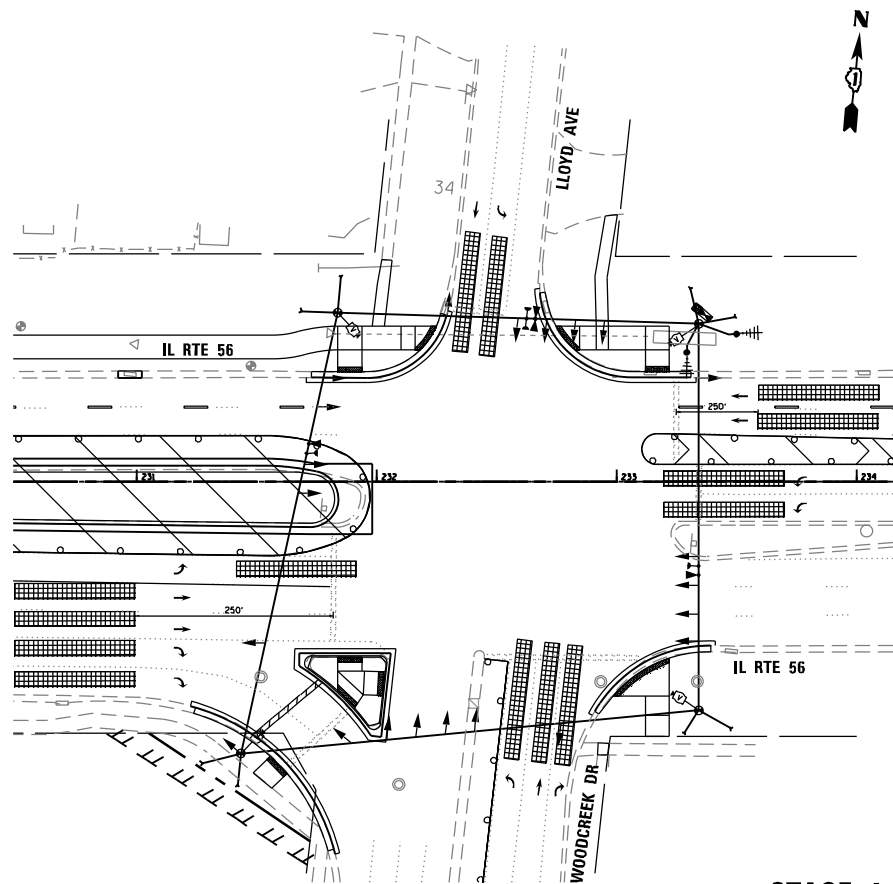 N
LLOYD AVE
34
IL RTE 56
250'
231
232
233
234
250'
IL RTE 56
WOODCREEK DR